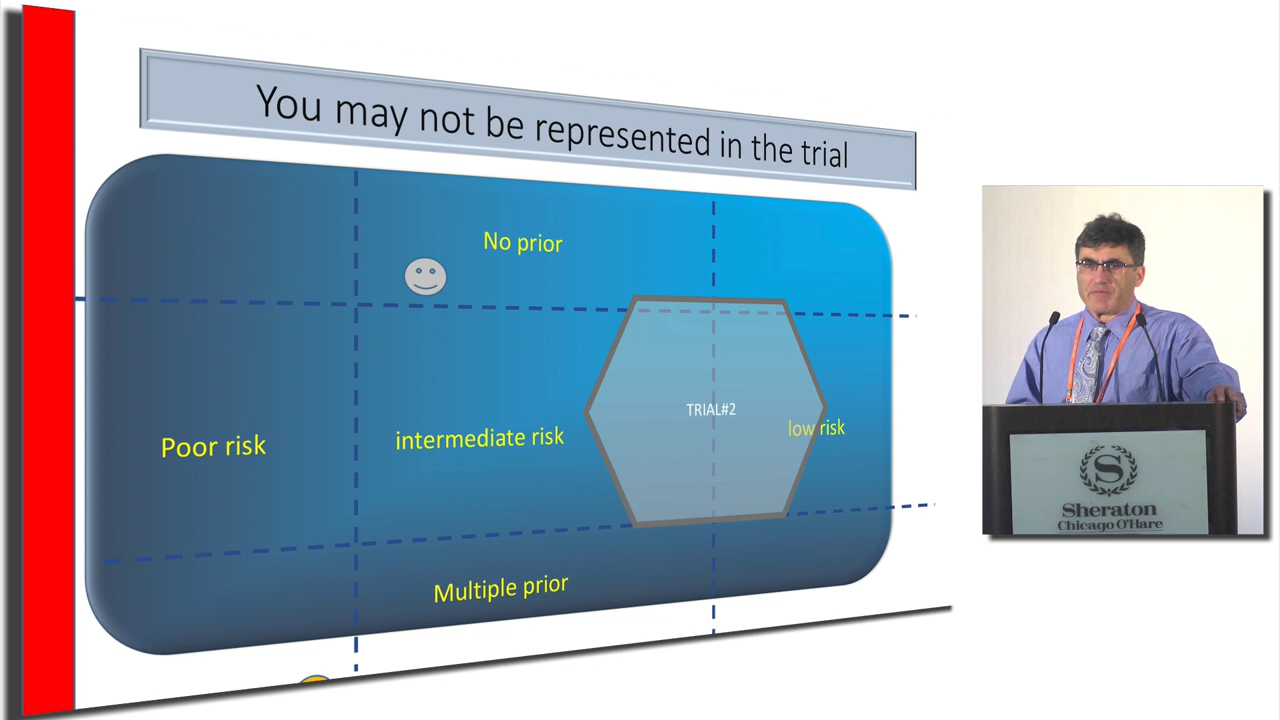 You may not be represented in the trial
No prior
TRIAL#2
low risk
intermediate risk
Poor risk
Multiple prior
S
Sheraton
Chicago O'Hare